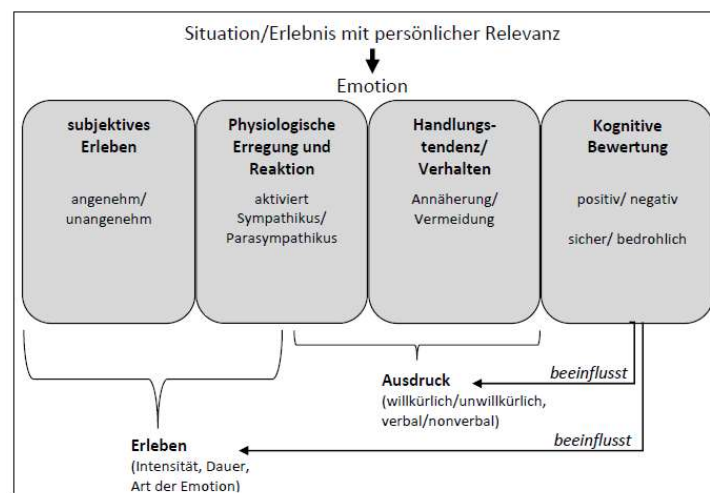 Situation/Erlebnis mit persönlicher Relevanz
Emotion
subjektives
Erleben
angenehm/
unangenehm
Physiologische
Erregung und
Reaktion
aktiviert
Sympathikus/
Parasympathikus
Handlungs-
tendenz/
Verhalten
Annäherung/
Vermeidung
Kognitive
Bewertung
positiv/ negativ
sicher/ bedrohlich
beeinflusst
Ausdruck
(willkürlich/unwillkürlich,
verbal/nonverbal)
beeinflusst
Erleben
(Intensität, Dauer,
Art der Emotion)